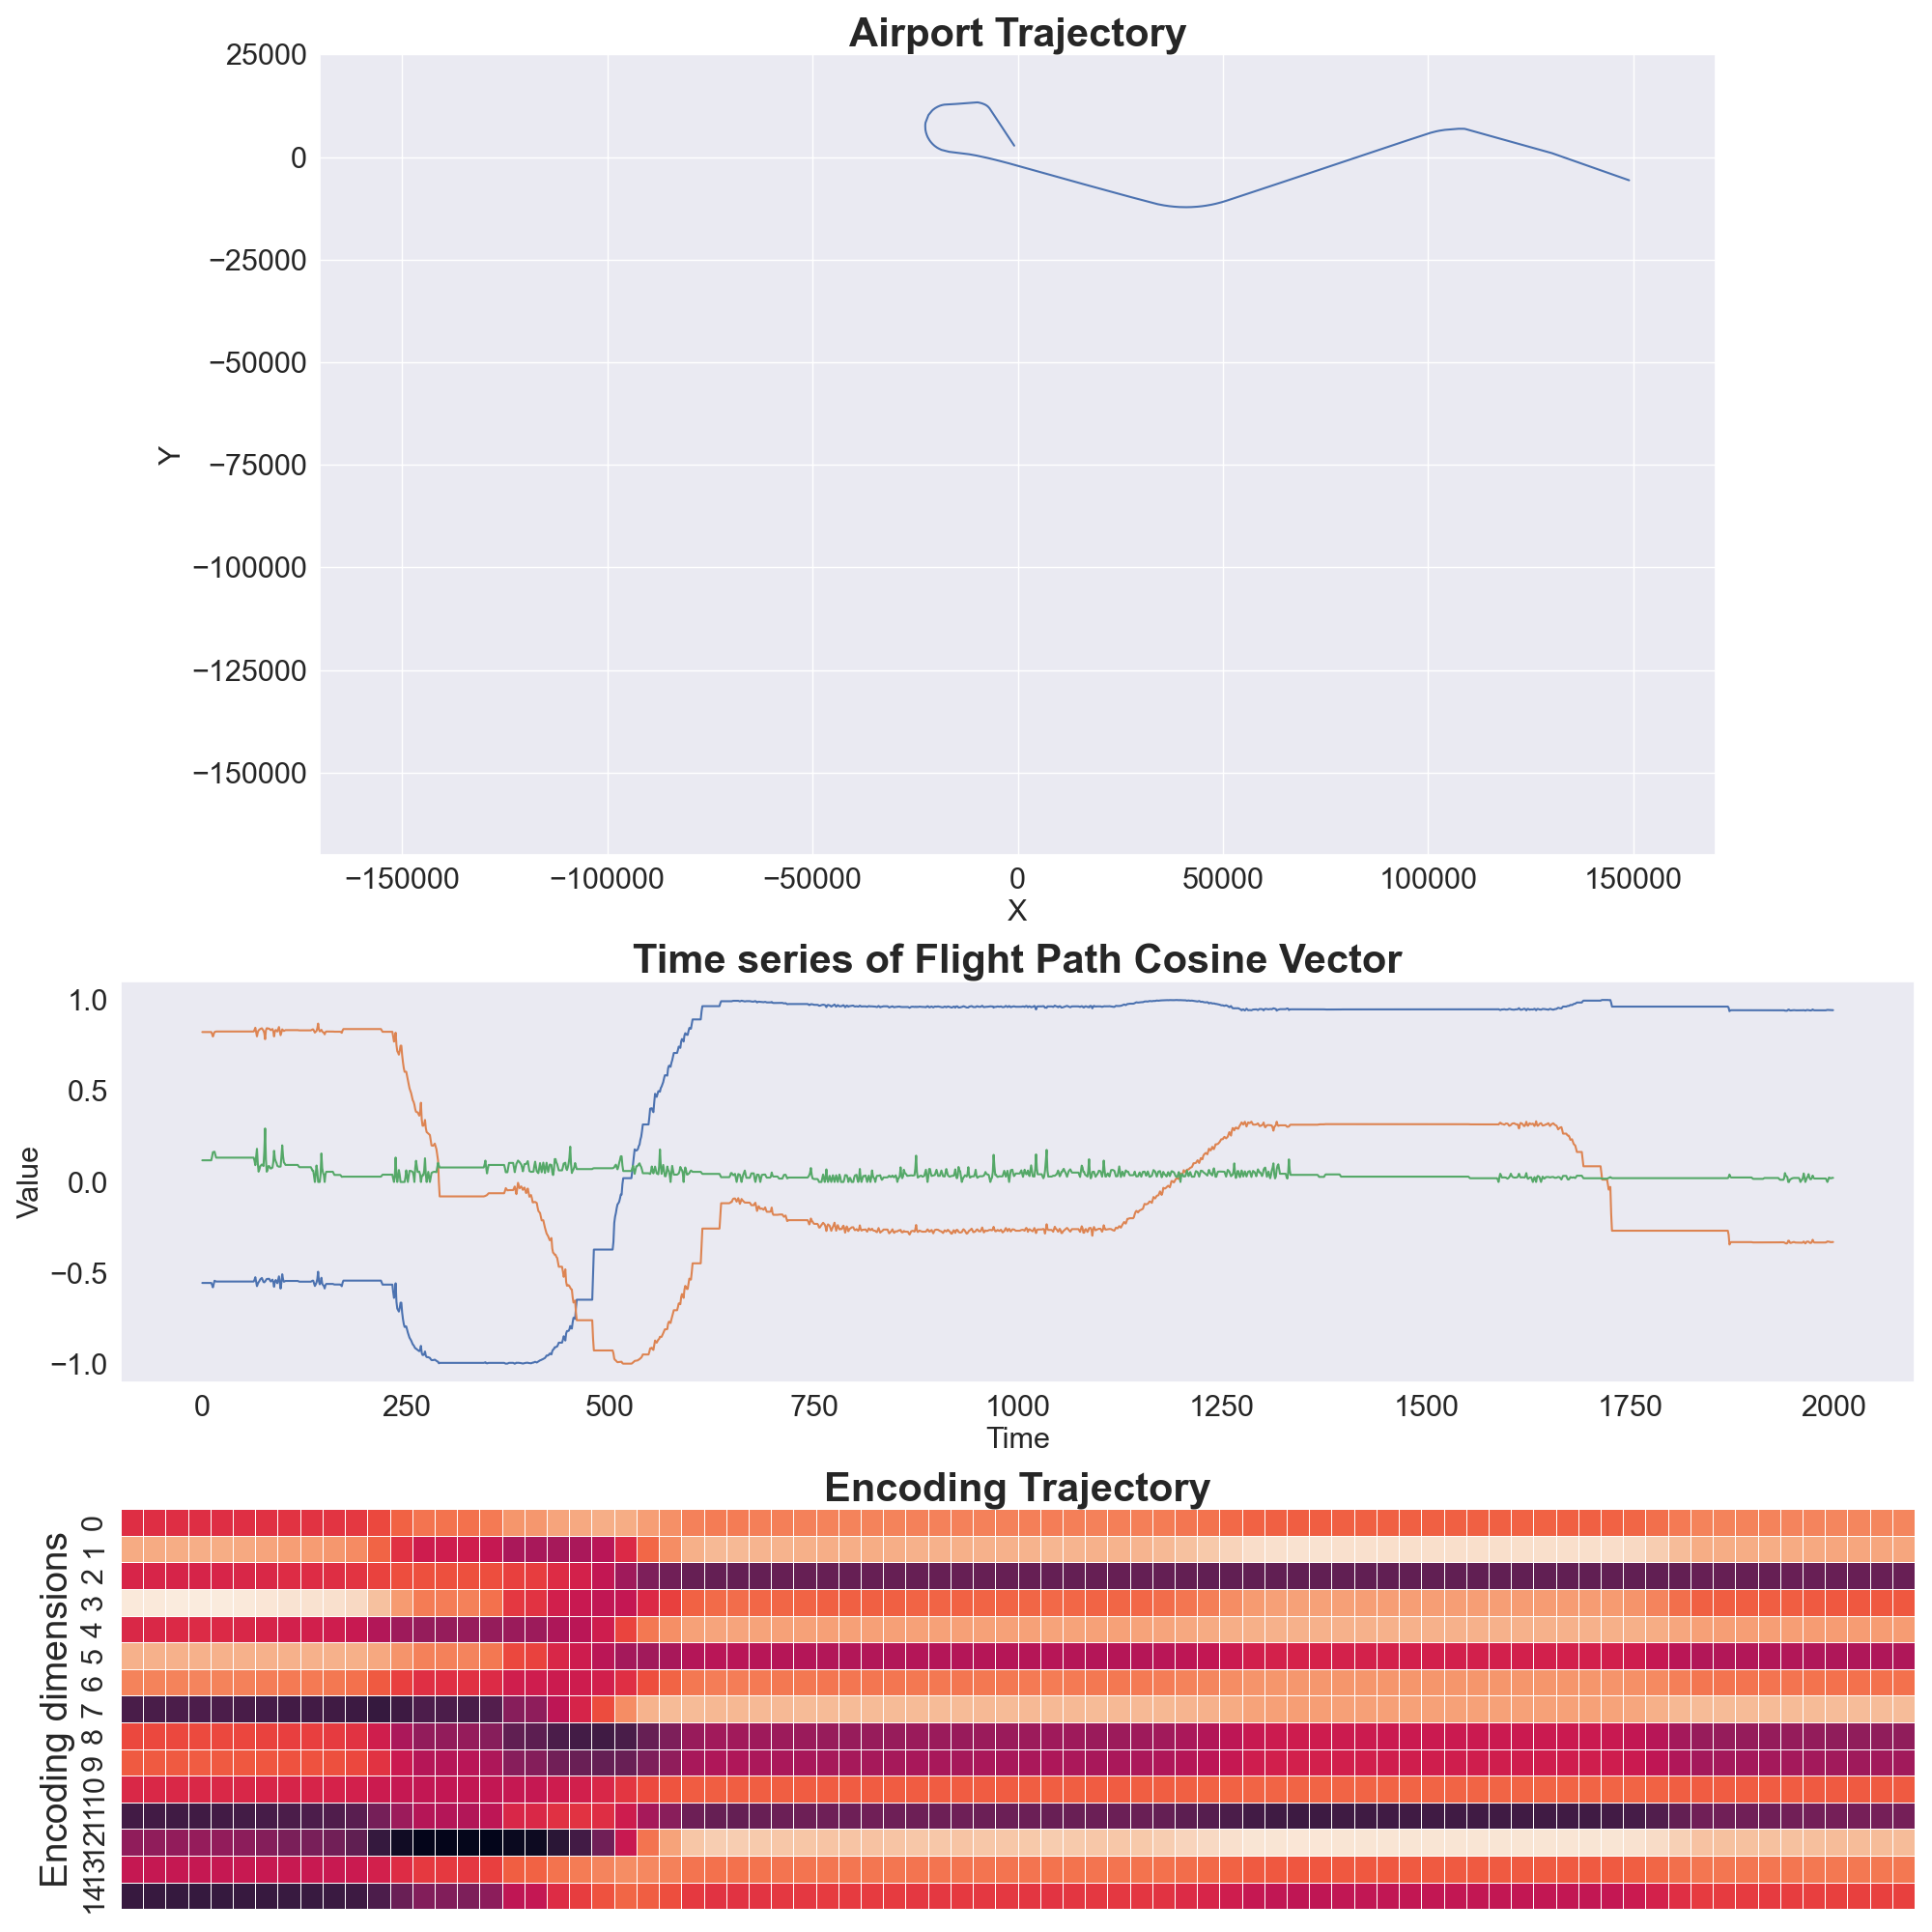 Airport Trajectory
25000
0
−25000
−50000
−75000
−100000
−125000
−150000
Y
−150000 −100000 −50000 0 50000 100000 150000
X
Time series of Flight Path Cosine Vector
1.0
0.5
0.0
−0.5
−1.0
Value
0 250 500 750 1000 1250 1500 1750 2000
Time
Encoding Trajectory
Encoding dimensions
0
1
2
3
4
5
6
7
8
9
10
11
12
13
14